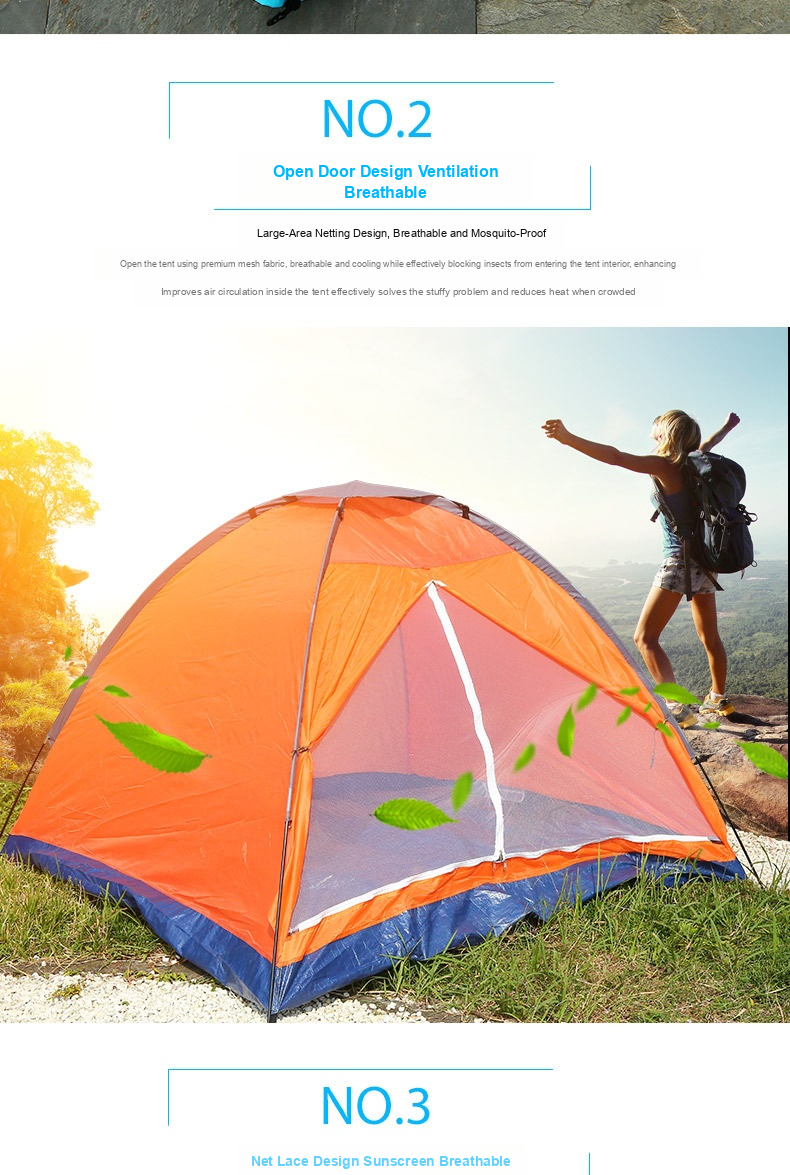 NO.2
Open Door Design Ventilation
Breathable
Large-Area Netting Design, Breathable and Mosquito-Proof
Open the tent using premium mesh fabric, breathable and cooling while effectively blocking insects from entering the tent interior, enhancing
Improves air circulation inside the tent effectively solves the stuffy problem and reduces heat when crowded
NO.3
Net Lace Design Sunscreen Breathable